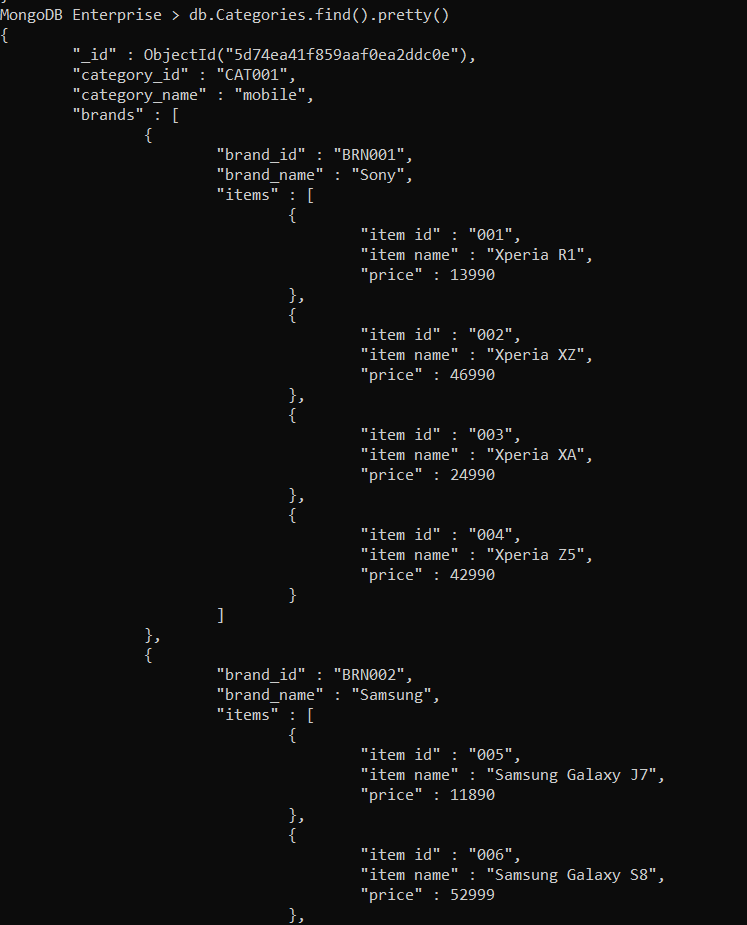 MongoDB Enterprise > db.Categories.find().pretty()
{
"_id" : ObjectId("5d74ea41f859aaf0ea2ddc0e"),
"category_id" : "CAT001",
"category_name" : "mobile",
"brands" : [
{
"brand_id" : "BRN001",
"brand_name" : "Sony",
"items" : [
{
"item id" : "001",
"item name" : "Xperia R1",
"price" : 13990
},
{
"item id" : "002",
"item name" : "Xperia XZ",
"price" : 46990
},
{
"item id" : "003",
"item name" : "Xperia XA",
"price" : 24990
},
{
"item id" : "004",
"item name" : "Xperia Z5",
"price" : 42990
}
]
},
{
"brand_id" : "BRN002",
"brand_name" : "Samsung",
"items" : [
{
"item id" : "005",
"item name" : "Samsung Galaxy J7",
"price" : 11890
},
{
"item id" : "006",
"item name" : "Samsung Galaxy S8",
"price" : 52999
},